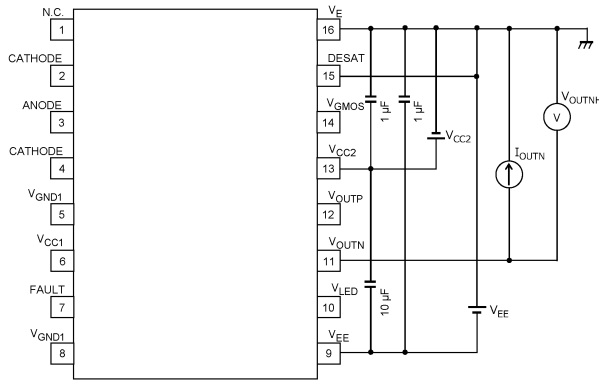 N.C.
1
CATHODE
2
ANODE
3
CATHODE
4
VGND1
5
VCC1
6
FAULT
7
VGND1
8
VE
16
DESAT
15
VGMOS
14
VCC2
13
VOUTP
12
VOUTN
11
VLED
10
VEE
9
1 µF
1 µF
10 µF
VCC2
VEE
IOUTN
VOUTNH
V